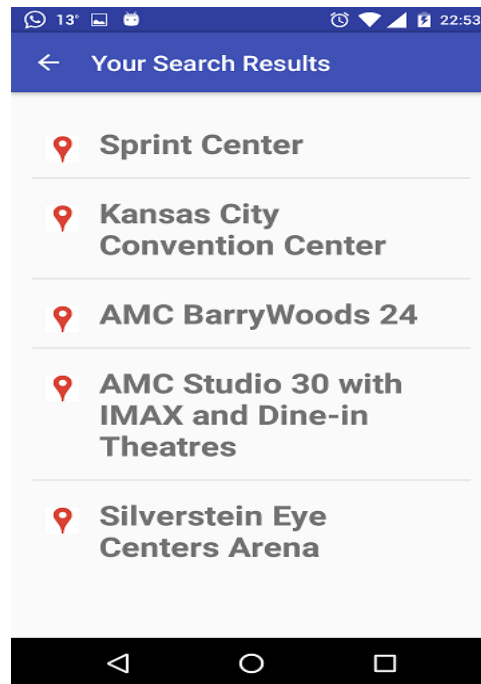 13° 22:53
Your Search Results
Sprint Center
Kansas City
Convention Center
AMC BarryWoods 24
AMC Studio 30 with
IMAX and Dine-in
Theatres
Silverstein Eye
Centers Arena